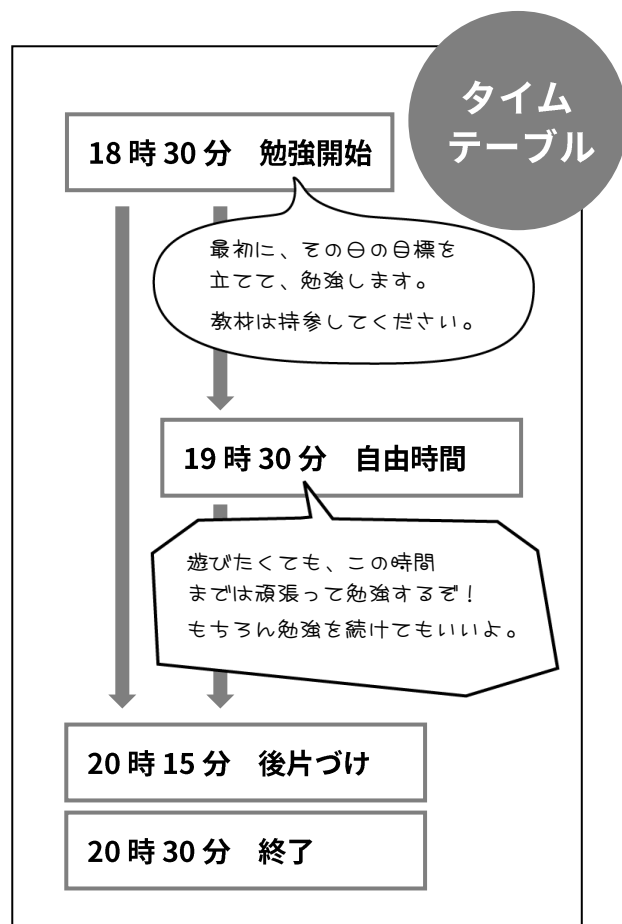 タイム
テーブル
18時30分　勉強開始
最初に、その日の目標を
立てて、勉強します。
教材は持参してください。
19時30分　自由時間
遊びたくても、この時間
までは頑張って勉強するぞ！
もちろん勉強を続けてもいいよ。
20時15分　後片づけ
20時30分　終了